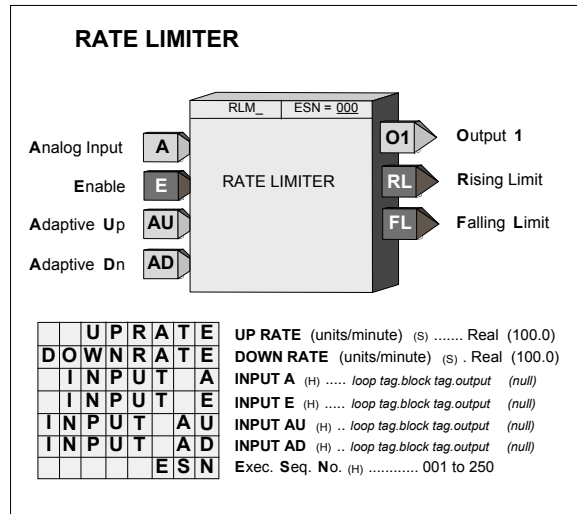 RATE LIMITER
RLM_ ESN = 000
Analog Input A
Enable E
Adaptive Up AU
Adaptive Dn AD
RATE LIMITER
O1 Output 1
RL Rising Limit
FL Falling Limit
UPRATE UP RATE (units/minute) (S) ....... Real (100.0)
DOWNRATE DOWN RATE (units/minute) (S) . Real (100.0)
INPUT A INPUT A (H) ..... loop tag.block tag.output (null)
INPUT E INPUT E (H) ..... loop tag.block tag.output (null)
INPUT AU INPUT AU (H) .. loop tag.block tag.output (null)
INPUT AD INPUT AD (H) .. loop tag.block tag.output (null)
ESN Exec. Seq. No. (H) ............ 001 to 250